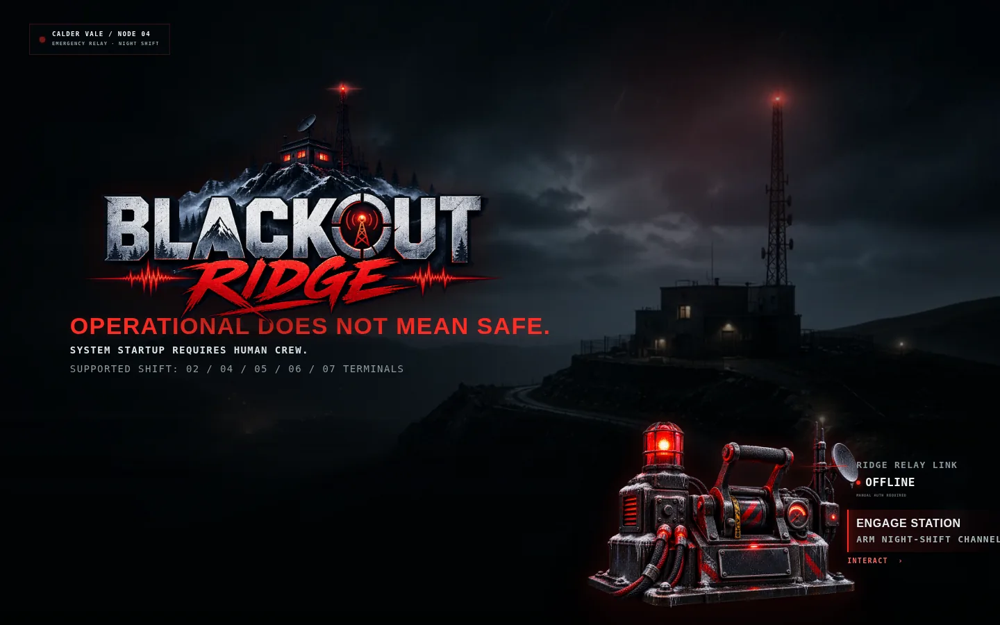 CALDER VALE / NODE 04
EMERGENCY RELAY · NIGHT SHIFT
BLACKOUT
RIDGE
OPERATIONAL DOES NOT MEAN SAFE.
SYSTEM STARTUP REQUIRES HUMAN CREW.
SUPPORTED SHIFT: 02 / 04 / 05 / 06 / 07 TERMINALS
RIDGE RELAY LINK
OFFLINE
MANUAL AUTH REQUIRED
ENGAGE STATION
ARM NIGHT-SHIFT CHANNEL
INTERACT ›